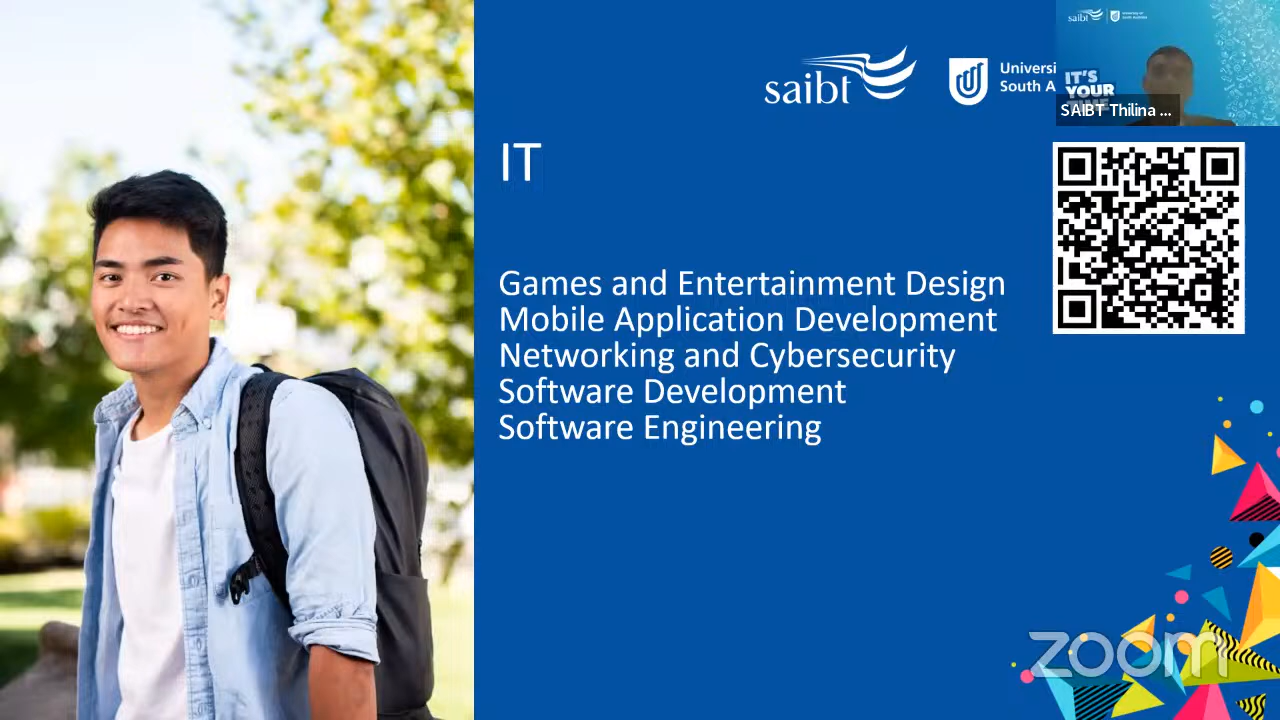 saibt
Universi
South A
saibt
IT'S
YOUR
SAIBT Thilina ...
IT
Games and Entertainment Design
Mobile Application Development
Networking and Cybersecurity
Software Development
Software Engineering
zoom